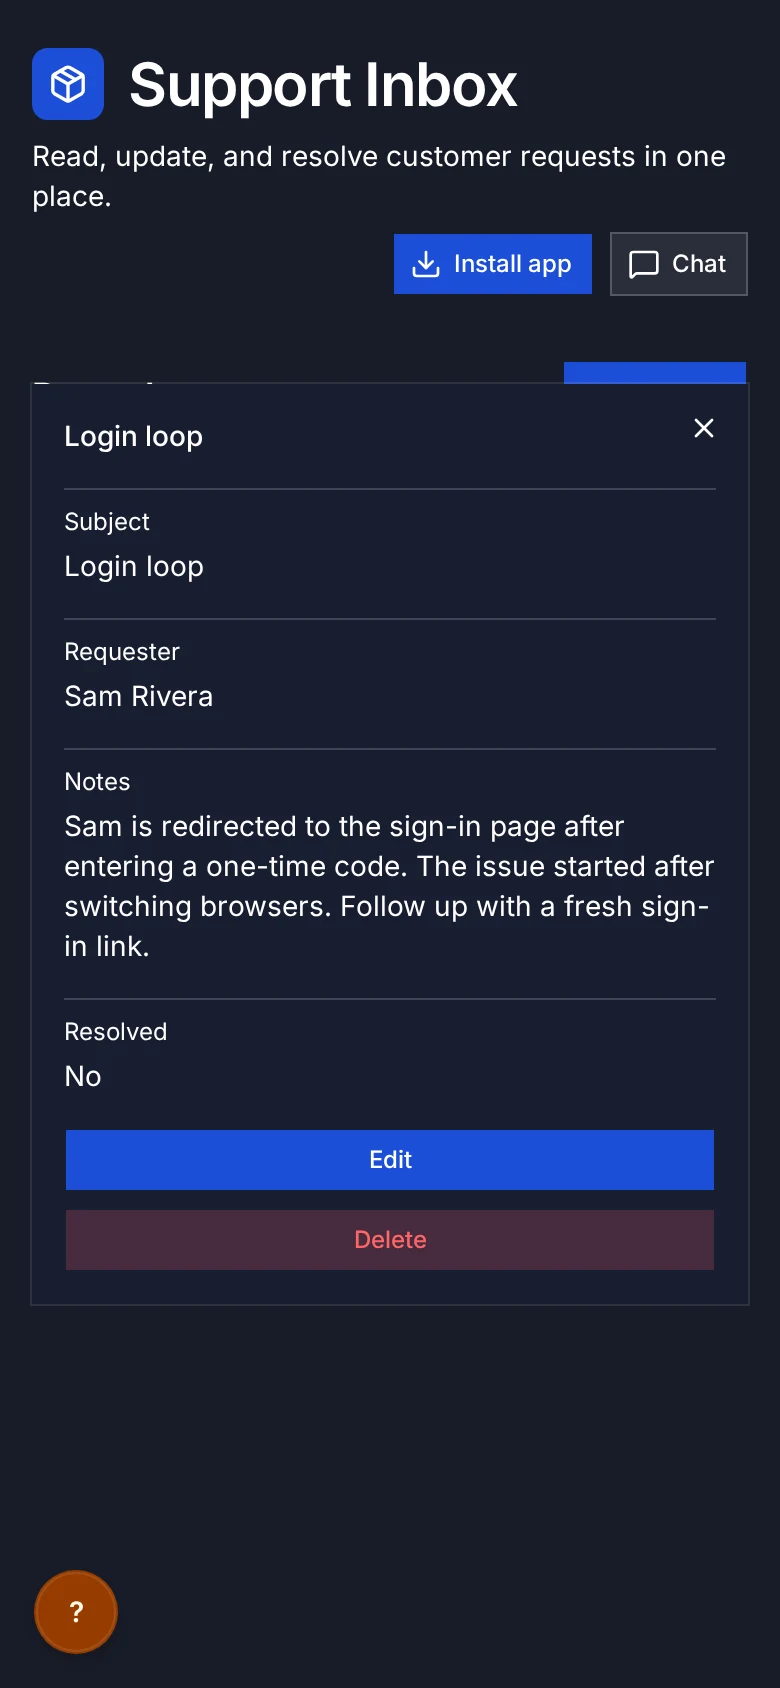 Support Inbox
Read, update, and resolve customer requests in one
place.
Install app
Chat
Login loop
Subject
Login loop
Requester
Sam Rivera
Notes
Sam is redirected to the sign-in page after
entering a one-time code. The issue started after
switching browsers. Follow up with a fresh sign-
in link.
Resolved
No
Edit
Delete
?